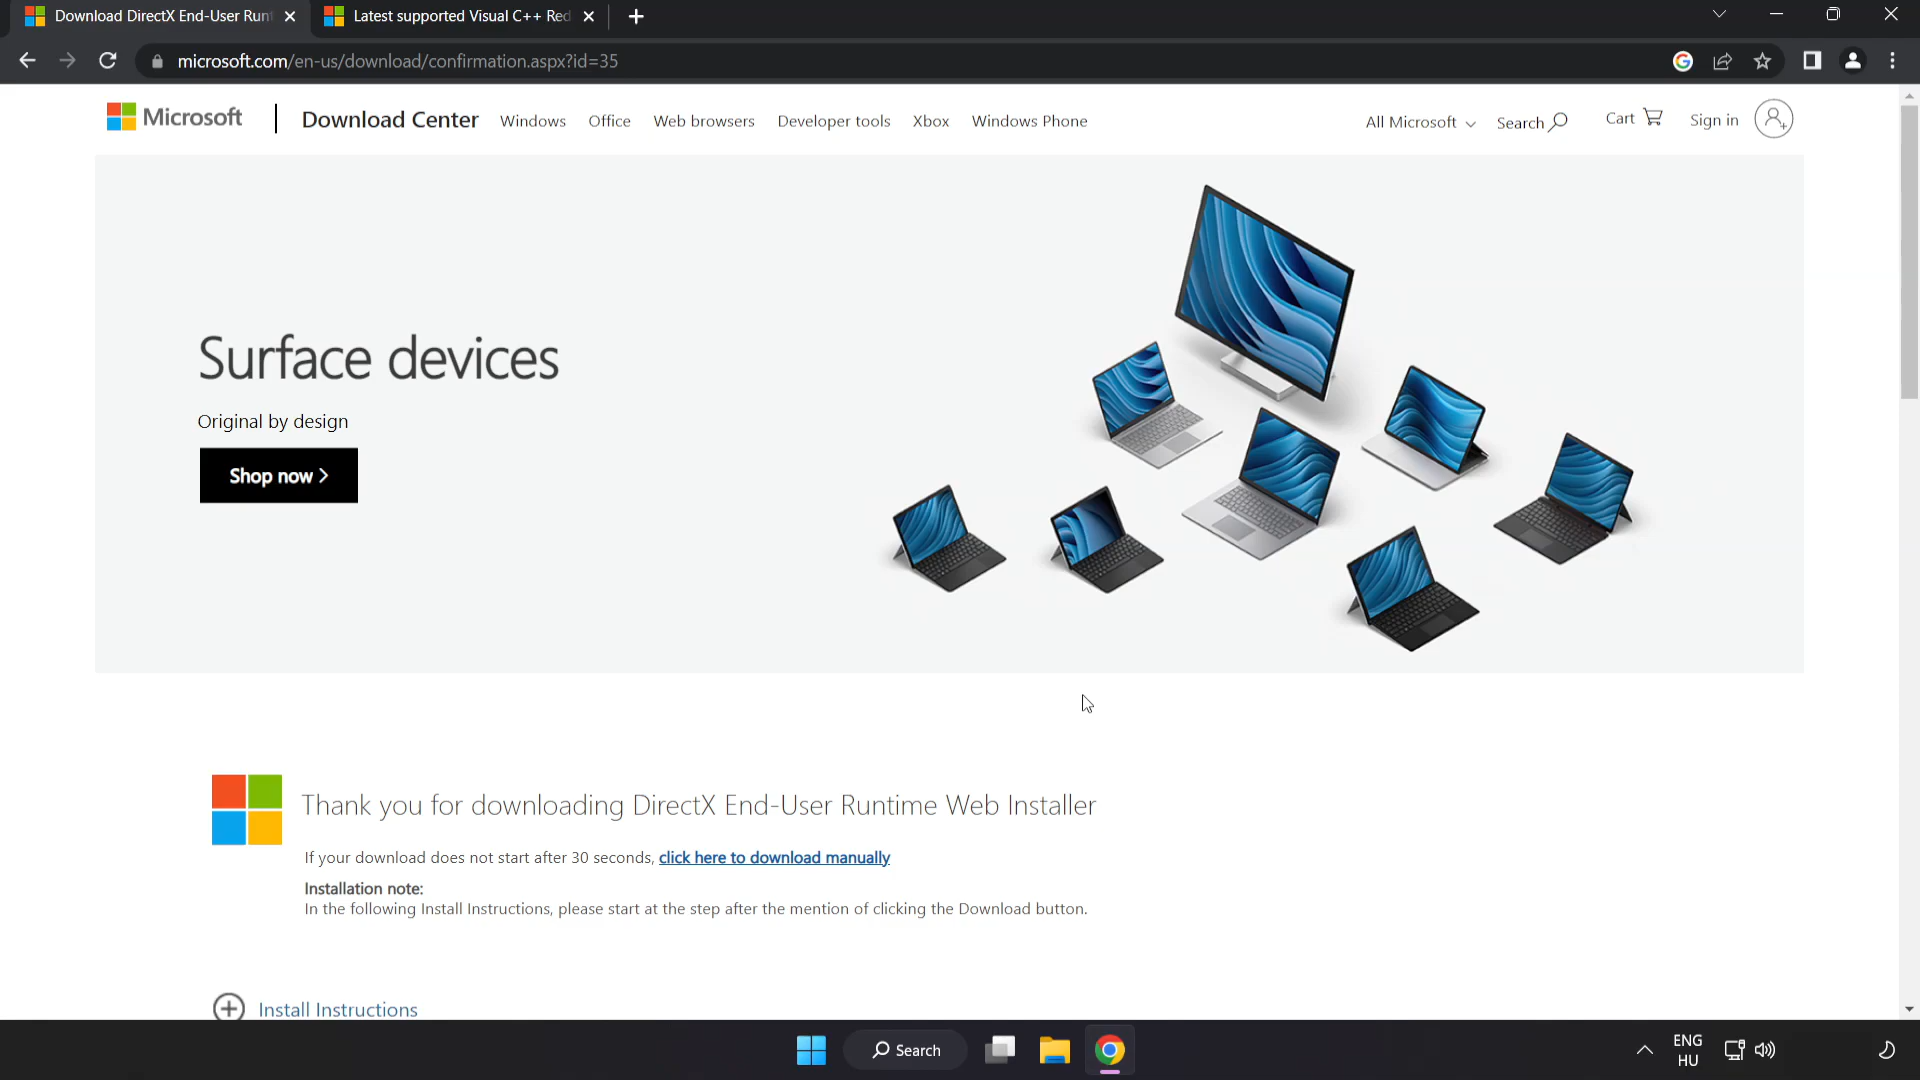 Download DirectX End-User Runt
Latest supported Visual C++ Red
microsoft.com/en-us/download/confirmation.aspx?id=35
Microsoft
Download Center
Windows
Office
Web browsers
Developer tools
Xbox
Windows Phone
All Microsoft
Search
Cart
Sign in
Surface devices
Original by design
Shop now >
Thank you for downloading DirectX End-User Runtime Web Installer
If your download does not start after 30 seconds, click here to download manually
Installation note:
In the following Install Instructions, please start at the step after the mention of clicking the Download button.
Install Instructions
Search
ENG
HU